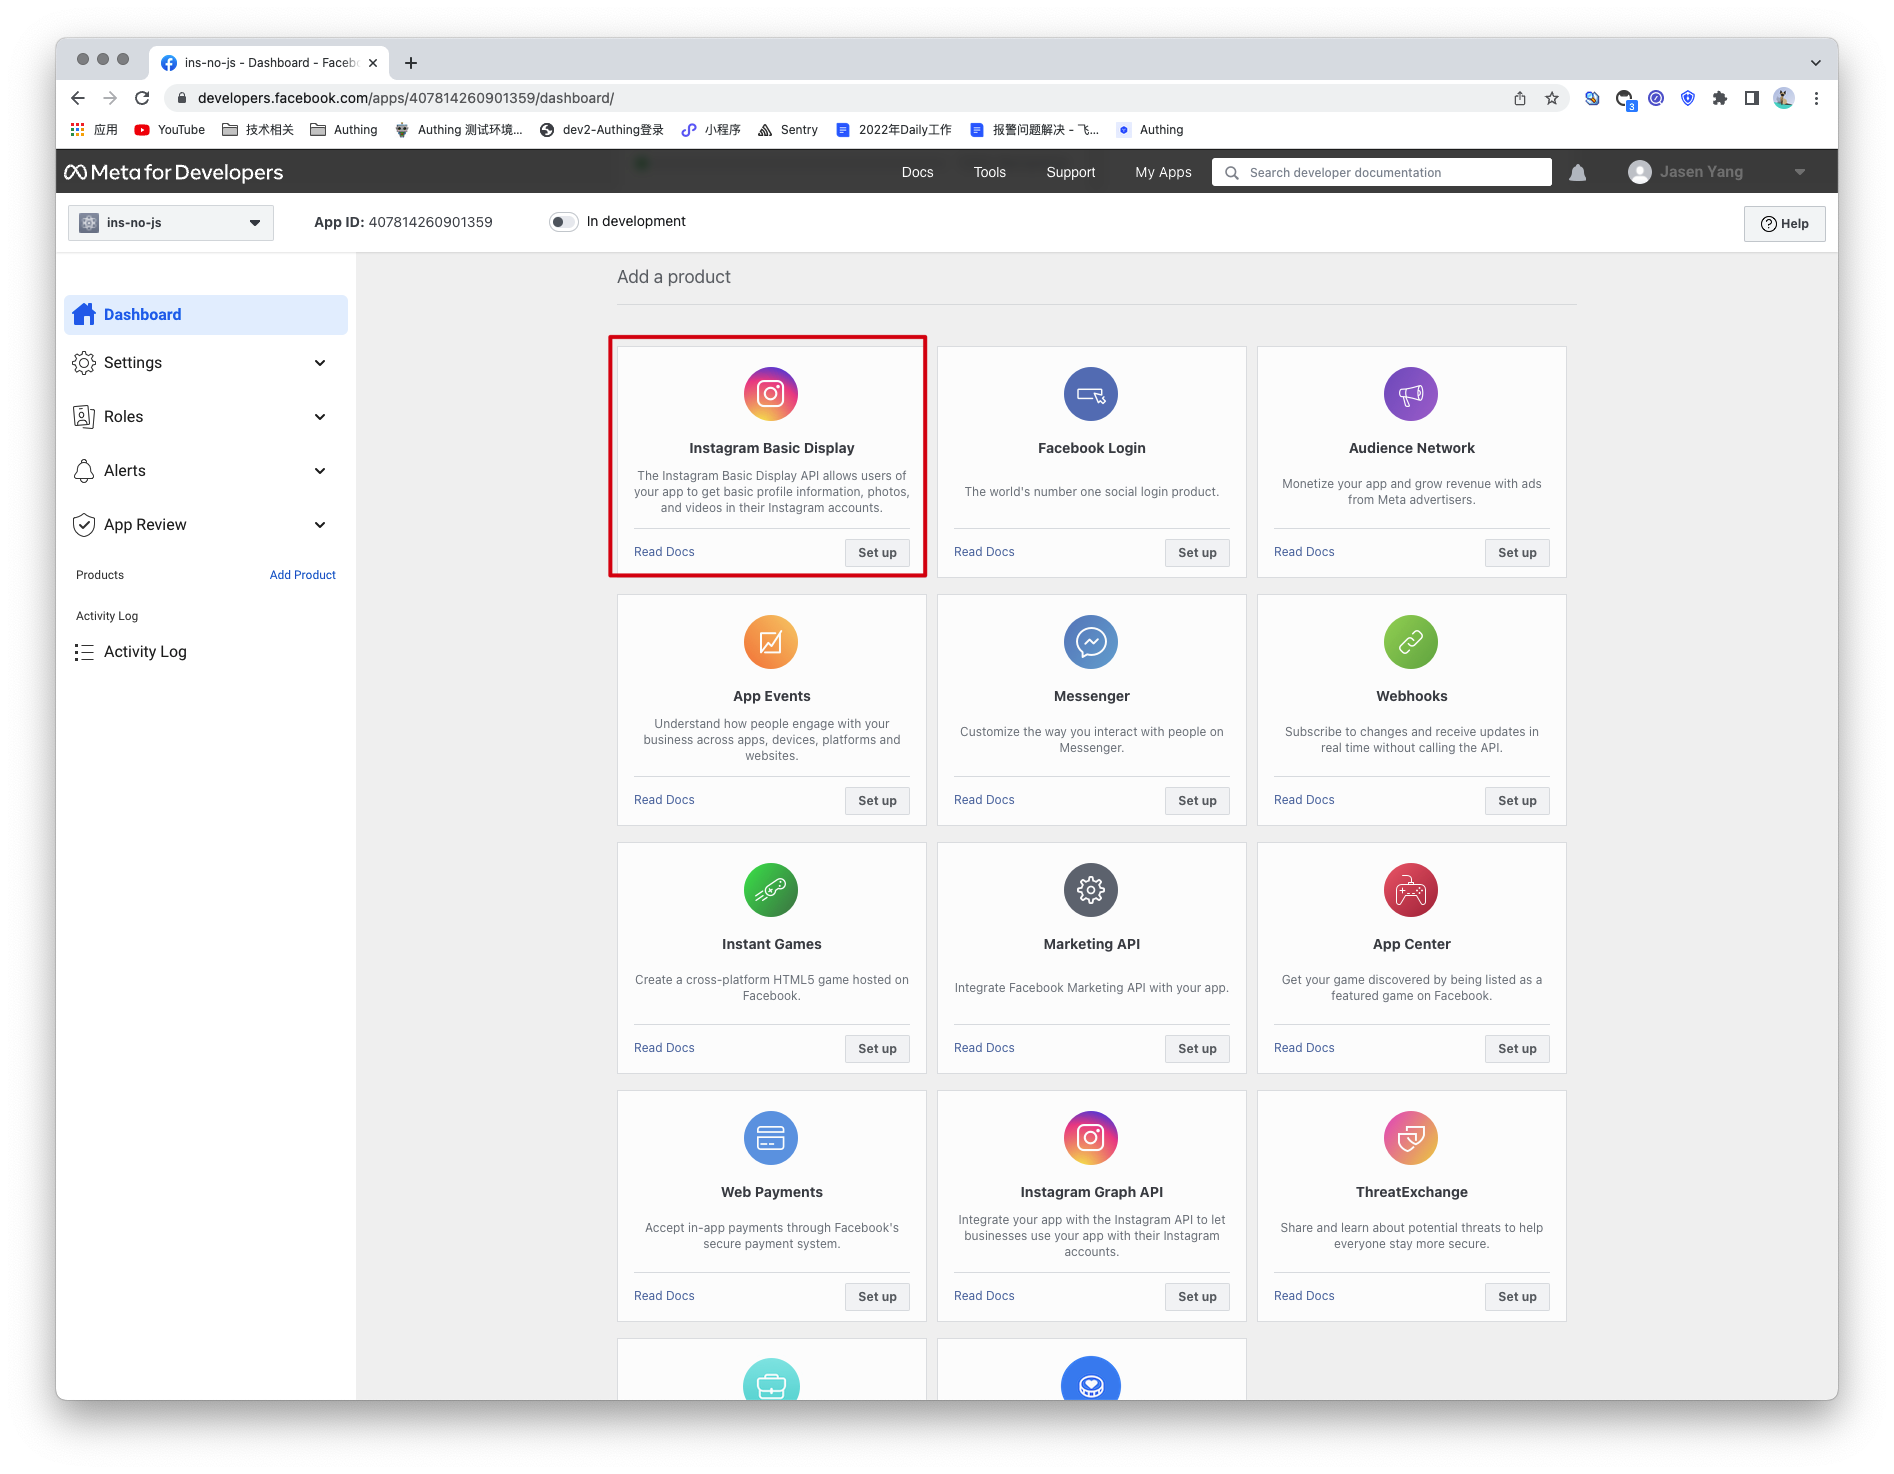 ins-no-js - Dashboard - Faceb
developers.facebook.com/apps/407814260901359/dashboard/
3
应用
YouTube
技术相关
Authing
Authing 测试环境...
dev2-Authing登录
小程序
Sentry
2022年Daily工作
报警问题解决 - 飞...
Authing
Meta for Developers
Docs
Tools
Support
My Apps
Search developer documentation
Jasen Yang
ins-no-js
App ID: 407814260901359
In development
Help
Dashboard
Settings
Roles
Alerts
App Review
Products
Add Product
Activity Log
Activity Log
Add a product
Instagram Basic Display
The Instagram Basic Display API allows users of
your app to get basic profile information, photos,
and videos in their Instagram accounts.
Read Docs
Set up
Facebook Login
The world's number one social login product.
Read Docs
Set up
Audience Network
Monetize your app and grow revenue with ads
from Meta advertisers.
Read Docs
Set up
App Events
Understand how people engage with your
business across apps, devices, platforms and
websites.
Read Docs
Set up
Messenger
Customize the way you interact with people on
Messenger.
Read Docs
Set up
Webhooks
Subscribe to changes and receive updates in
real time without calling the API.
Read Docs
Set up
Instant Games
Create a cross-platform HTML5 game hosted on
Facebook.
Read Docs
Set up
Marketing API
Integrate Facebook Marketing API with your app.
Read Docs
Set up
App Center
Get your game discovered by being listed as a
featured game on Facebook.
Read Docs
Set up
Web Payments
Accept in-app payments through Facebook's
secure payment system.
Read Docs
Set up
Instagram Graph API
Integrate your app with the Instagram API to let
businesses use your app with their Instagram
accounts.
Read Docs
Set up
ThreatExchange
Share and learn about potential threats to help
everyone stay more secure.
Read Docs
Set up